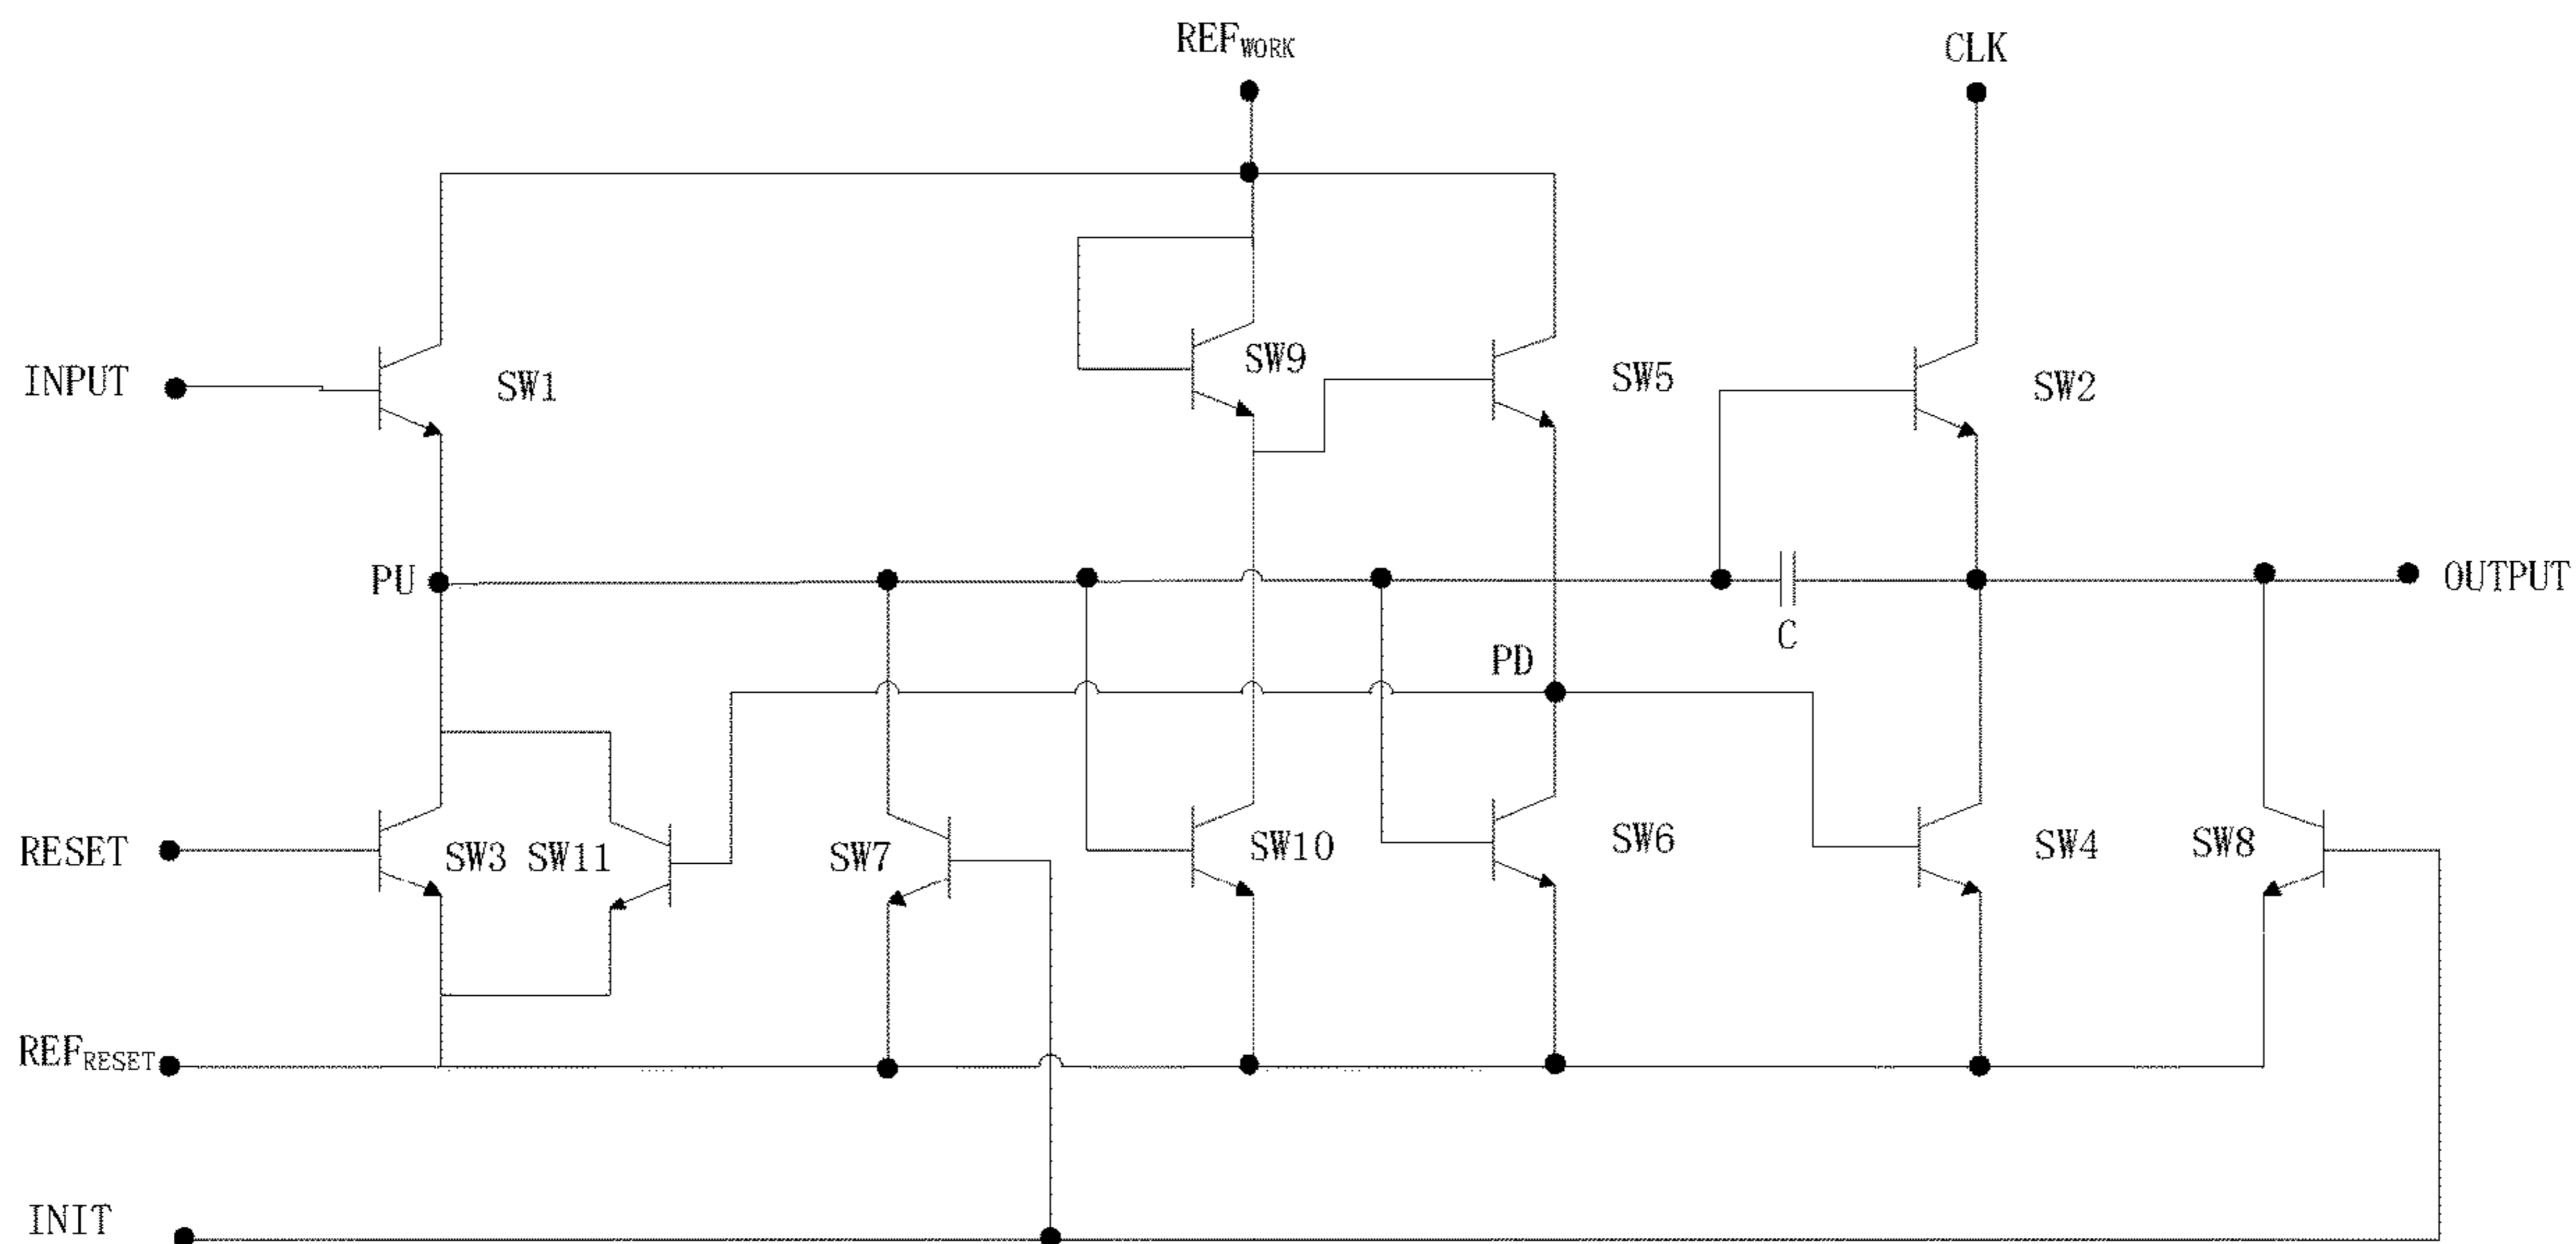 REF_WORK
CLK
INPUT
SW1
SW9
SW5
SW2
PU
OUTPUT
C
PD
RESET
SW3
SW11
SW7
SW10
SW6
SW4
SW8
REF_RESET
INIT